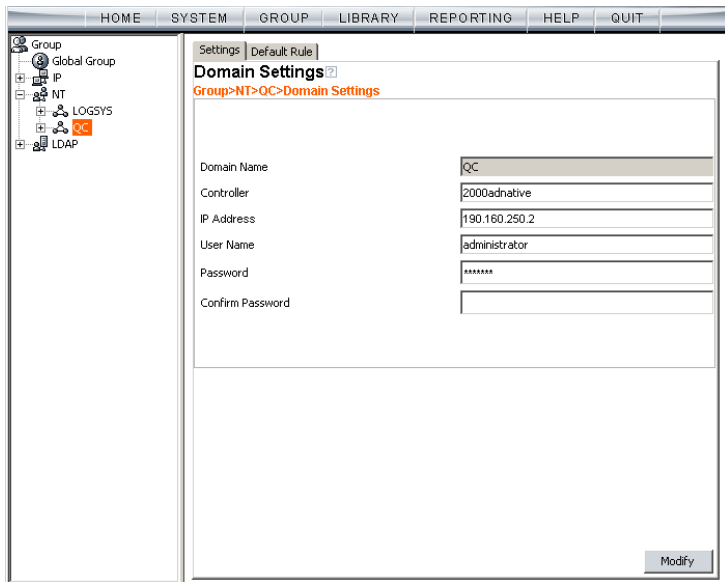 HOME SYSTEM GROUP LIBRARY REPORTING HELP QUIT
Group
Global Group
IP
NT
LOGSYS
QC
LDAP
Settings Default Rule
Domain Settings?
Group>NT>QC>Domain Settings
Domain Name QC
Controller 2000adnative
IP Address 190.160.250.2
User Name administrator
Password *******
Confirm Password
Modify